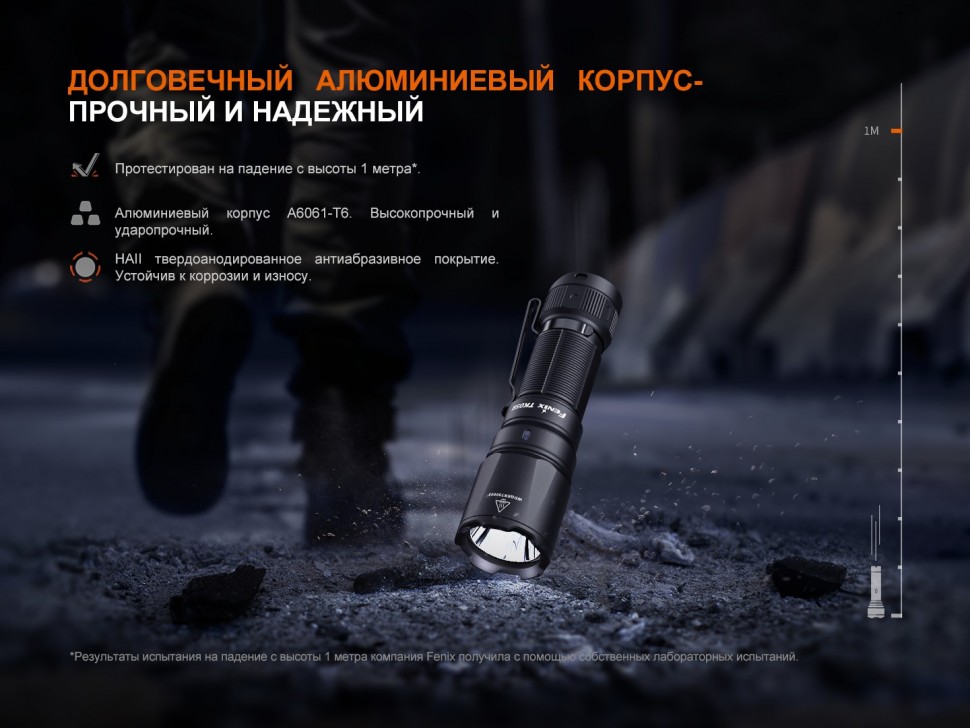 ДОЛГОВЕЧНЫЙ АЛЮМИНИЕВЫЙ КОРПУС-
ПРОЧНЫЙ И НАДЕЖНЫЙ
1M
Протестирован на падение с высоты 1 метра*.
Алюминиевый корпус A6061-T6. Высокопрочный и
ударопрочный.
HAII твердоанодированное антиабразивное покрытие.
Устойчив к коррозии и износу.
FENIX TK05R
*Результаты испытания на падение с высоты 1 метра компания Fenix получила с помощью собственных лабораторных испытаний.